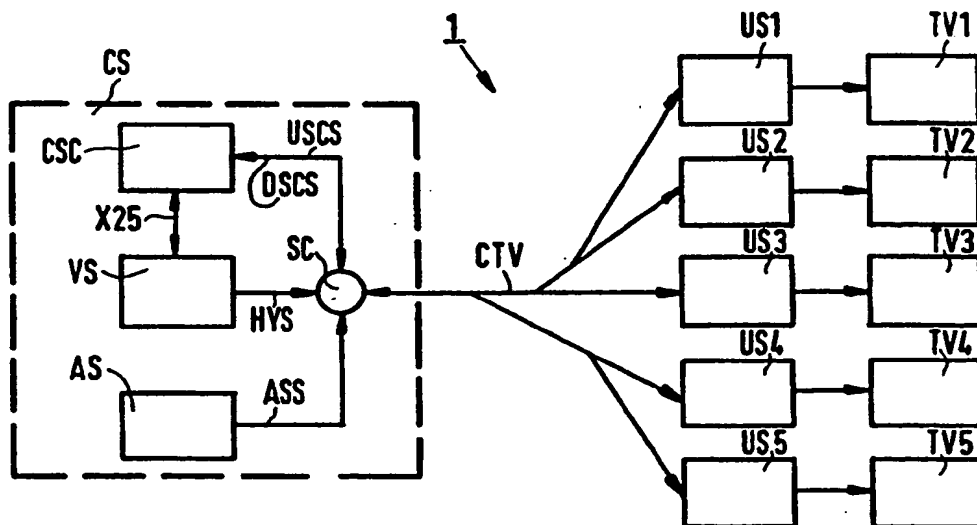 1
CS
CSC
USCS
DSCS
X25
VS
HYS
SC
AS
ASS
CTV
US1
TV1
US2
TV2
US3
TV3
US4
TV4
US5
TV5